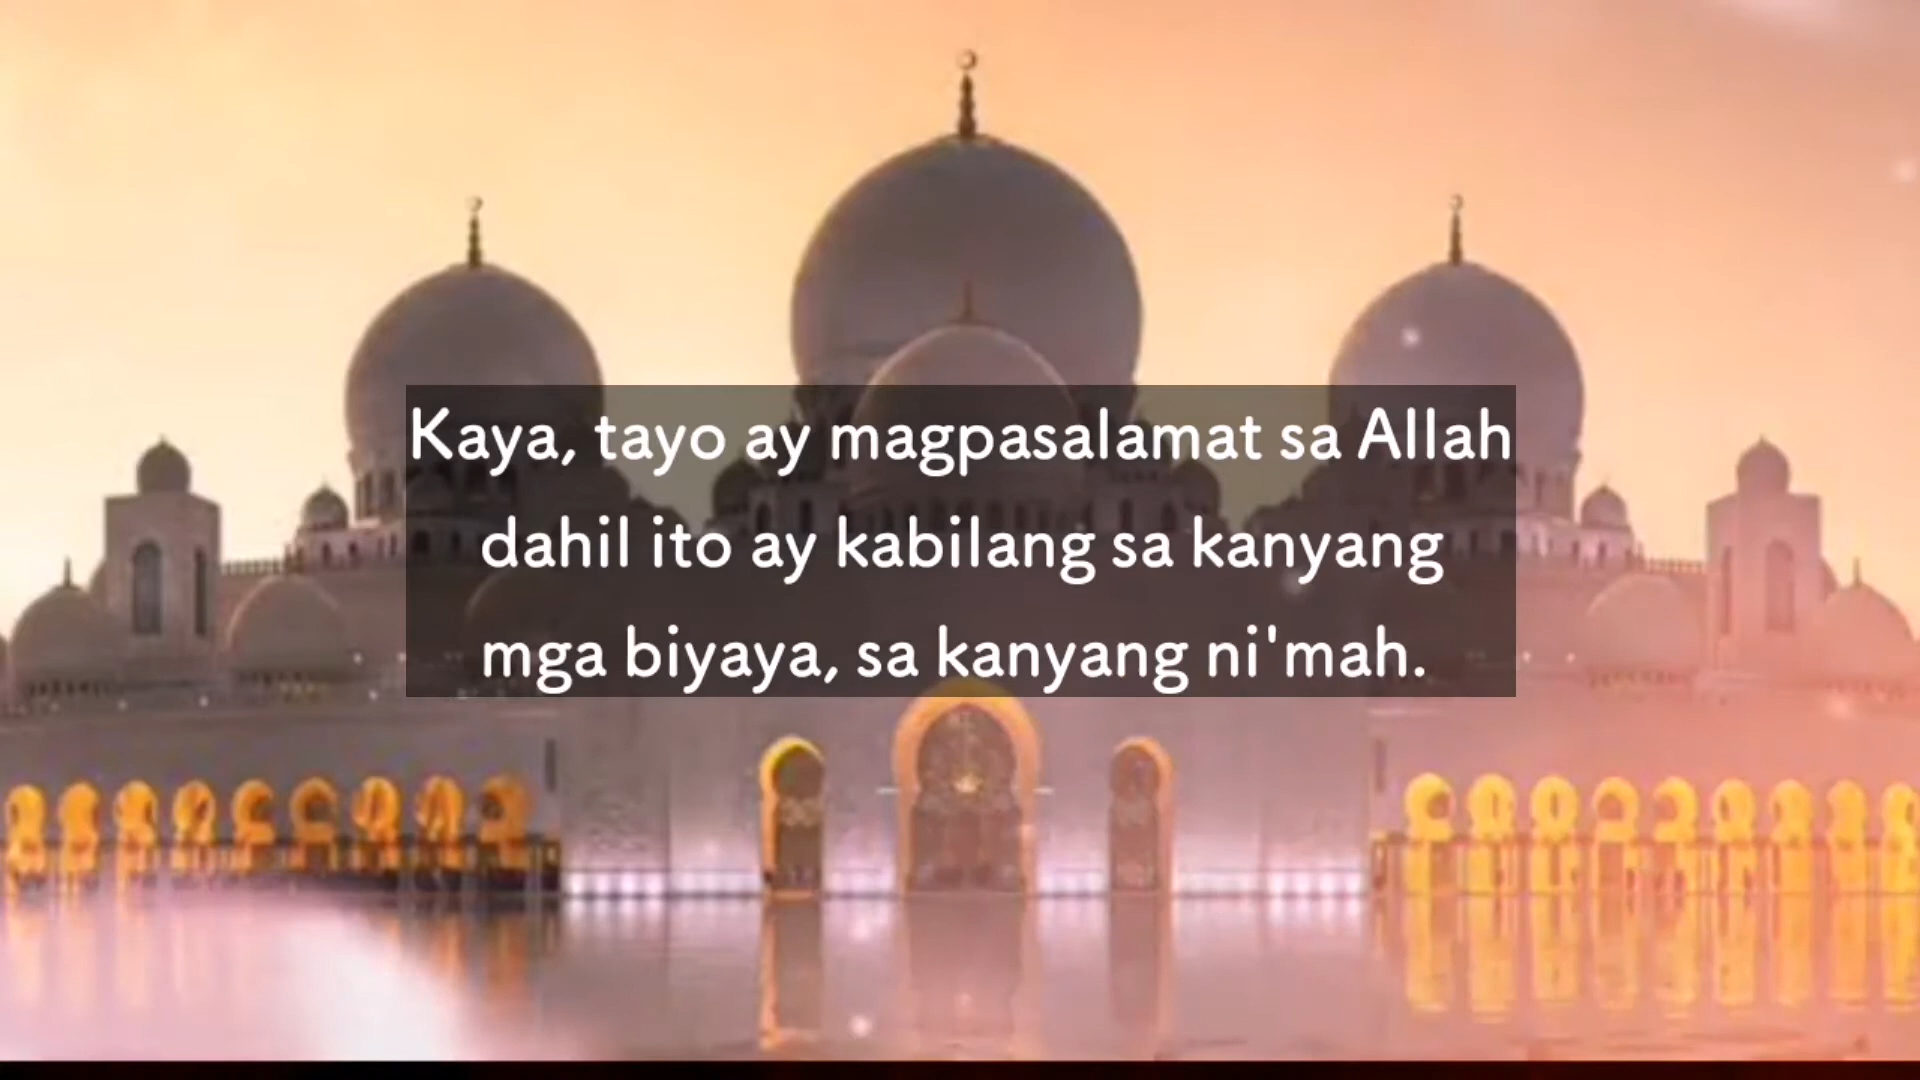 Kaya, tayo ay magpasalamat sa Allah
dahil ito ay kabilang sa kanyang
mga biyaya, sa kanyang ni'mah.